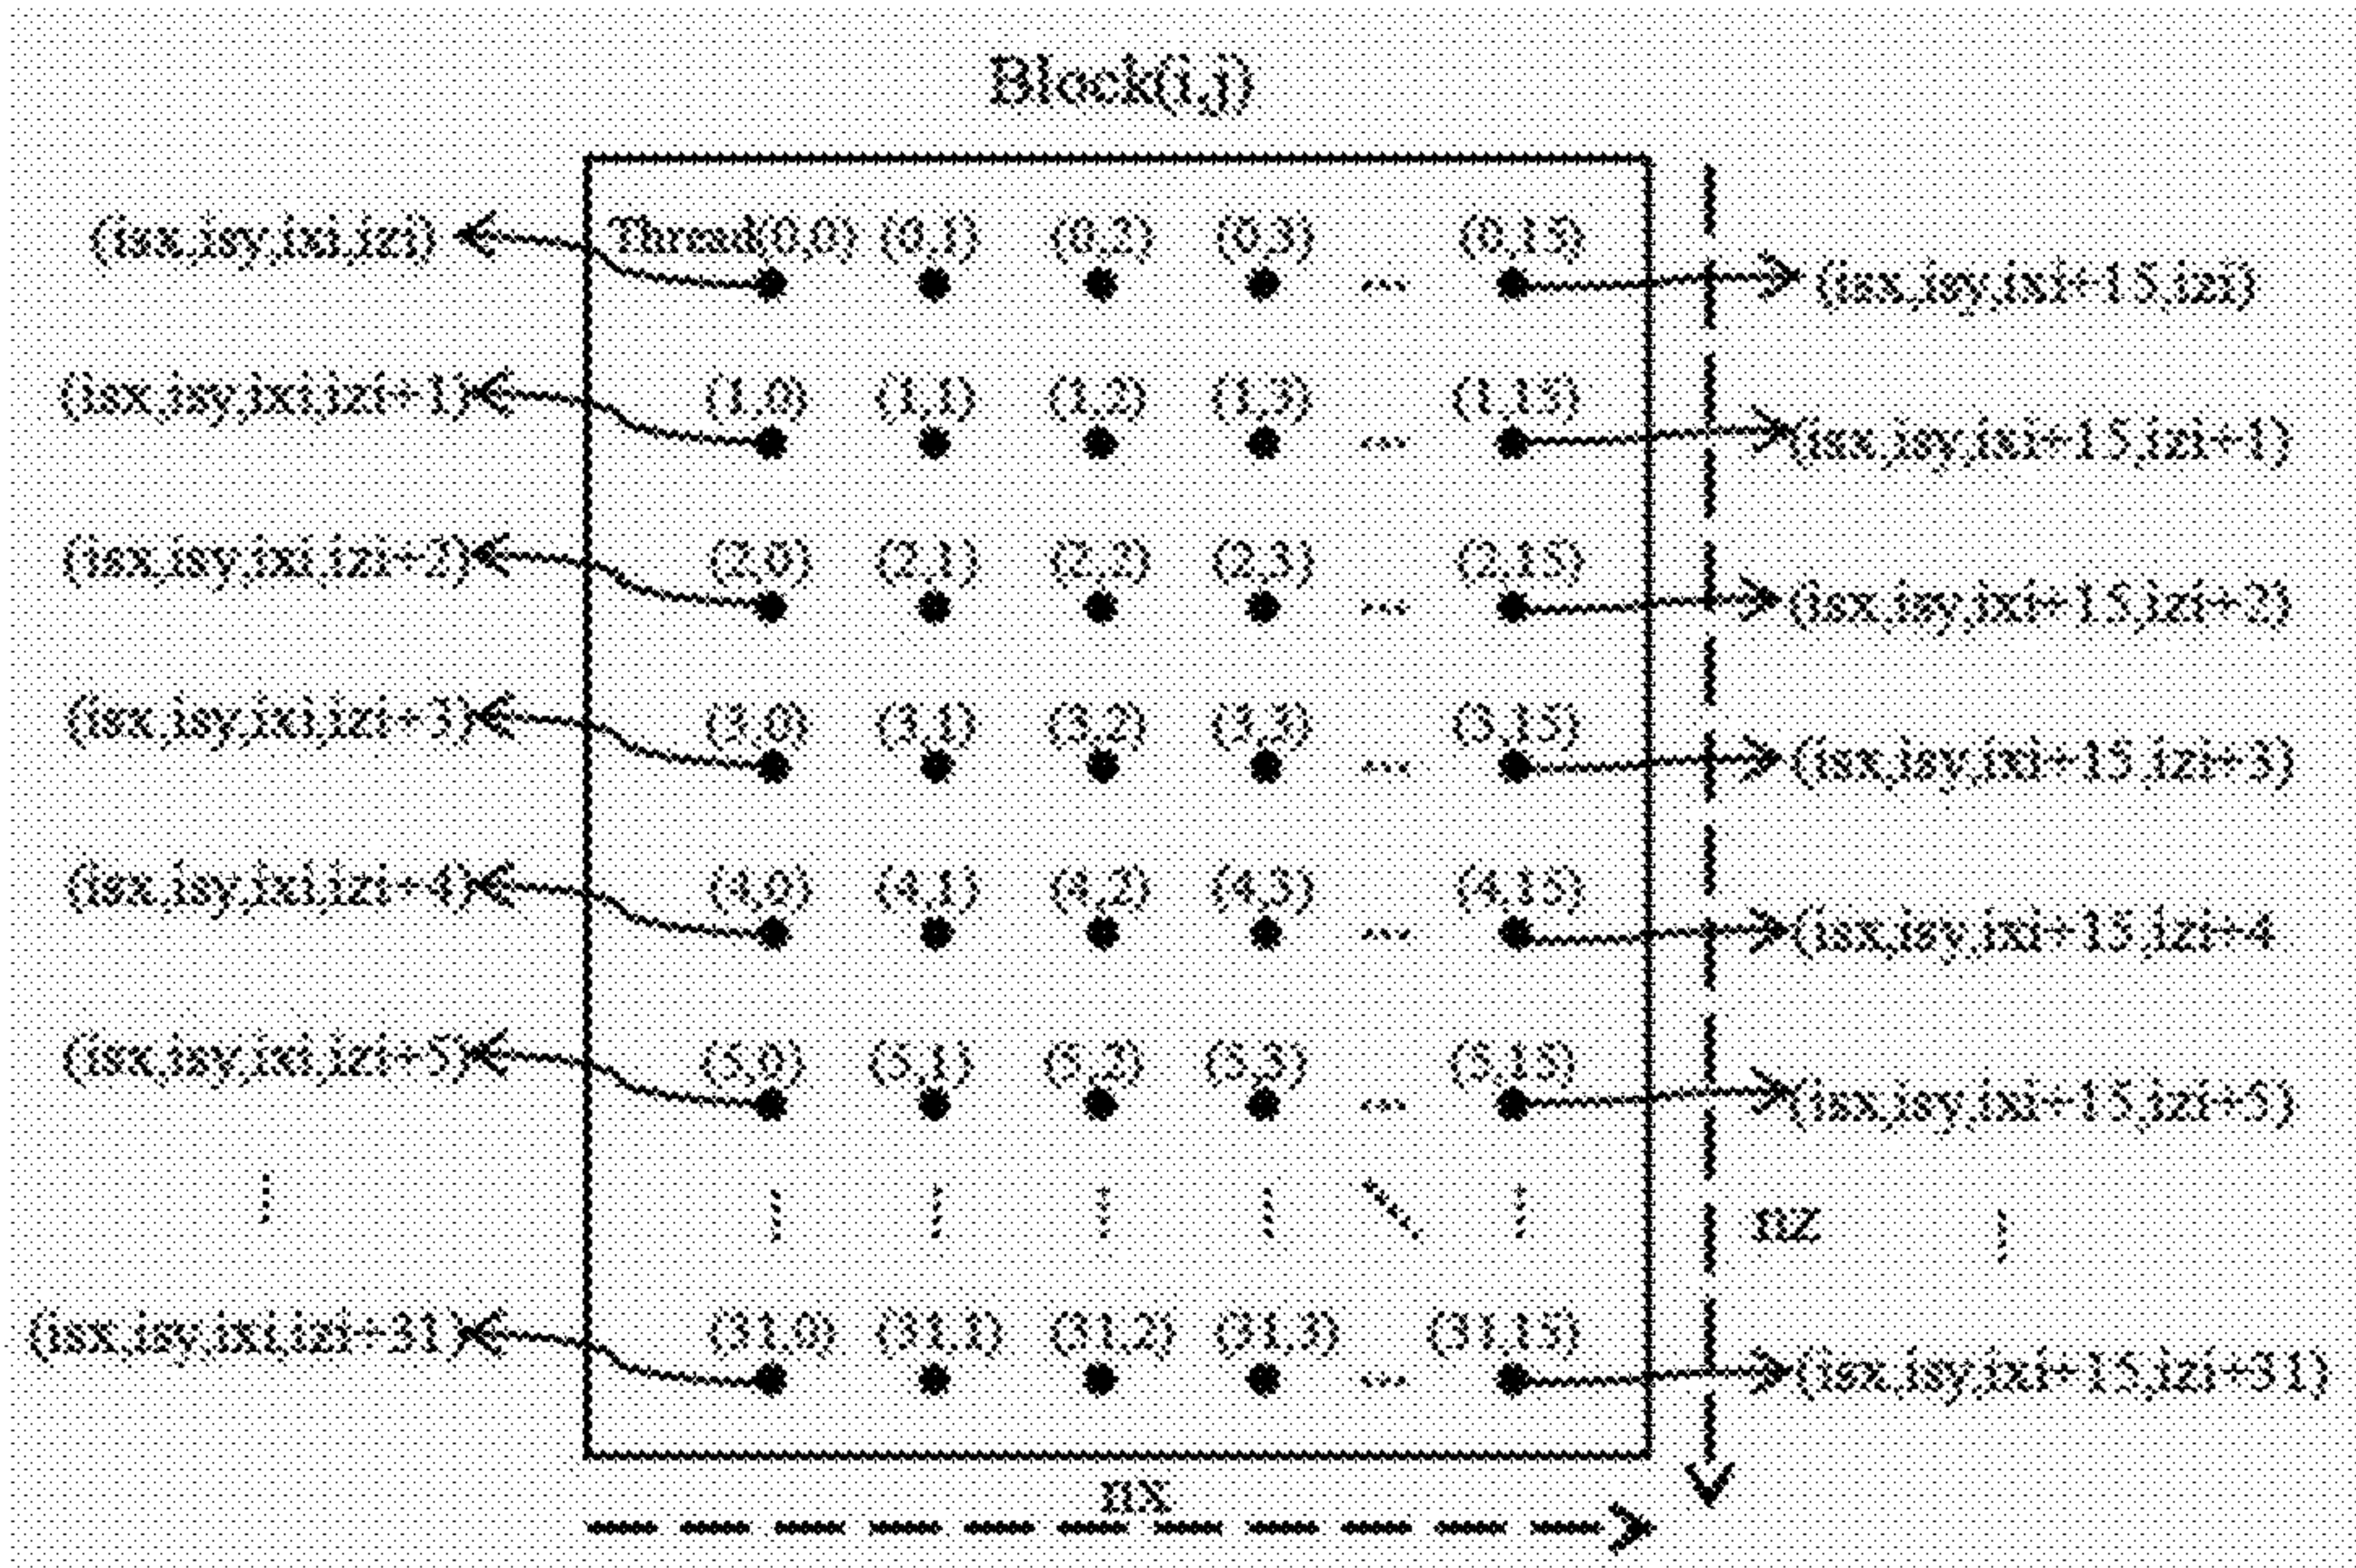 Block(i,j)
(isx,isy,ixi,izi) Thread(0,0) (0,1) (0,2) (0,3) ... (0,15) (isx,isy,ixi+15,izi)
(isx,isy,ixi,izi+1) (1,0) (1,1) (1,2) (1,3) ... (1,15) (isx,isy,ixi+15,izi+1)
(isx,isy,ixi,izi+2) (2,0) (2,1) (2,2) (2,3) ... (2,15) (isx,isy,ixi+15,izi+2)
(isx,isy,ixi,izi+3) (3,0) (3,1) (3,2) (3,3) ... (3,15) (isx,isy,ixi+15,izi+3)
(isx,isy,ixi,izi+4) (4,0) (4,1) (4,2) (4,3) ... (4,15) (isx,isy,ixi+15,izi+4
(isx,isy,ixi,izi+5) (5,0) (5,1) (5,2) (5,3) ... (5,15) (isx,isy,ixi+15,izi+5)
nz
(isx,isy,ixi,izi+31) (31,0) (31,1) (31,2) (31,3) ... (31,15) (isx,isy,ixi+15,izi+31)
nx